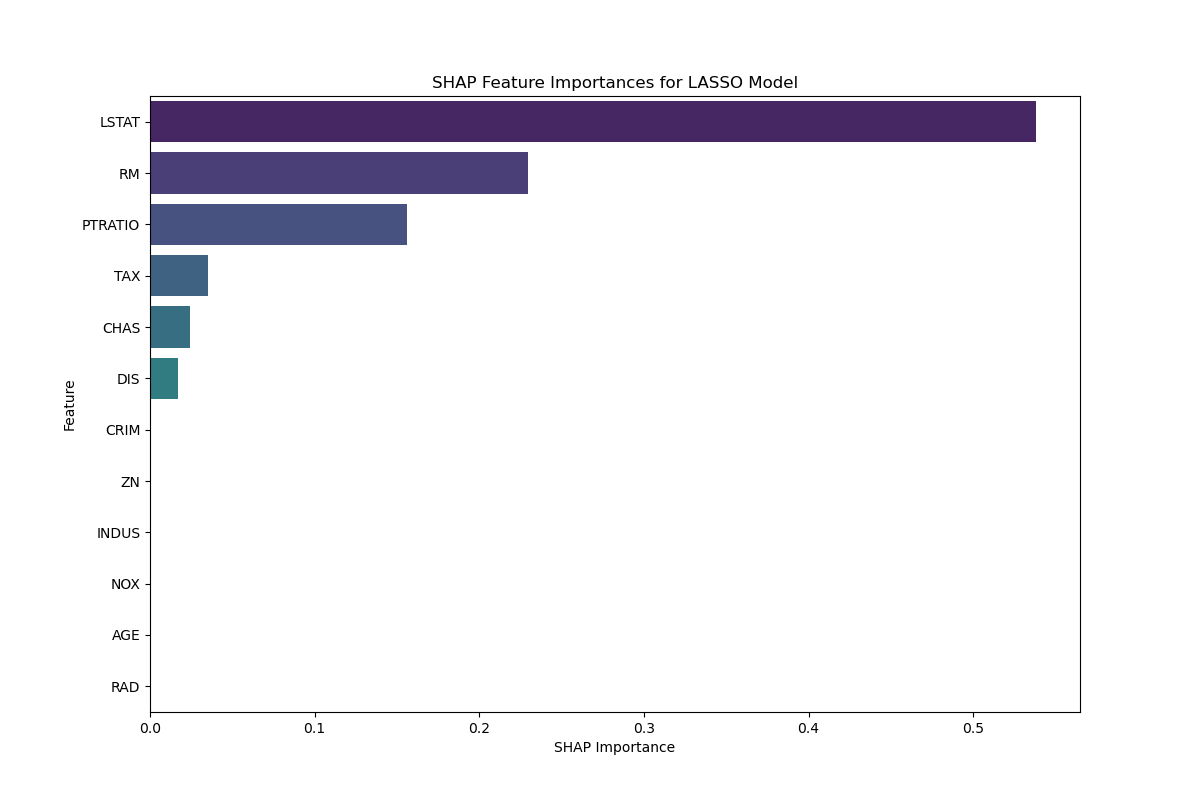 SHAP Feature Importances for LASSO Model
LSTAT
RM
PTRATIO
TAX
CHAS
DIS
CRIM
ZN
INDUS
NOX
AGE
RAD
Feature
0.0 0.1 0.2 0.3 0.4 0.5
SHAP Importance